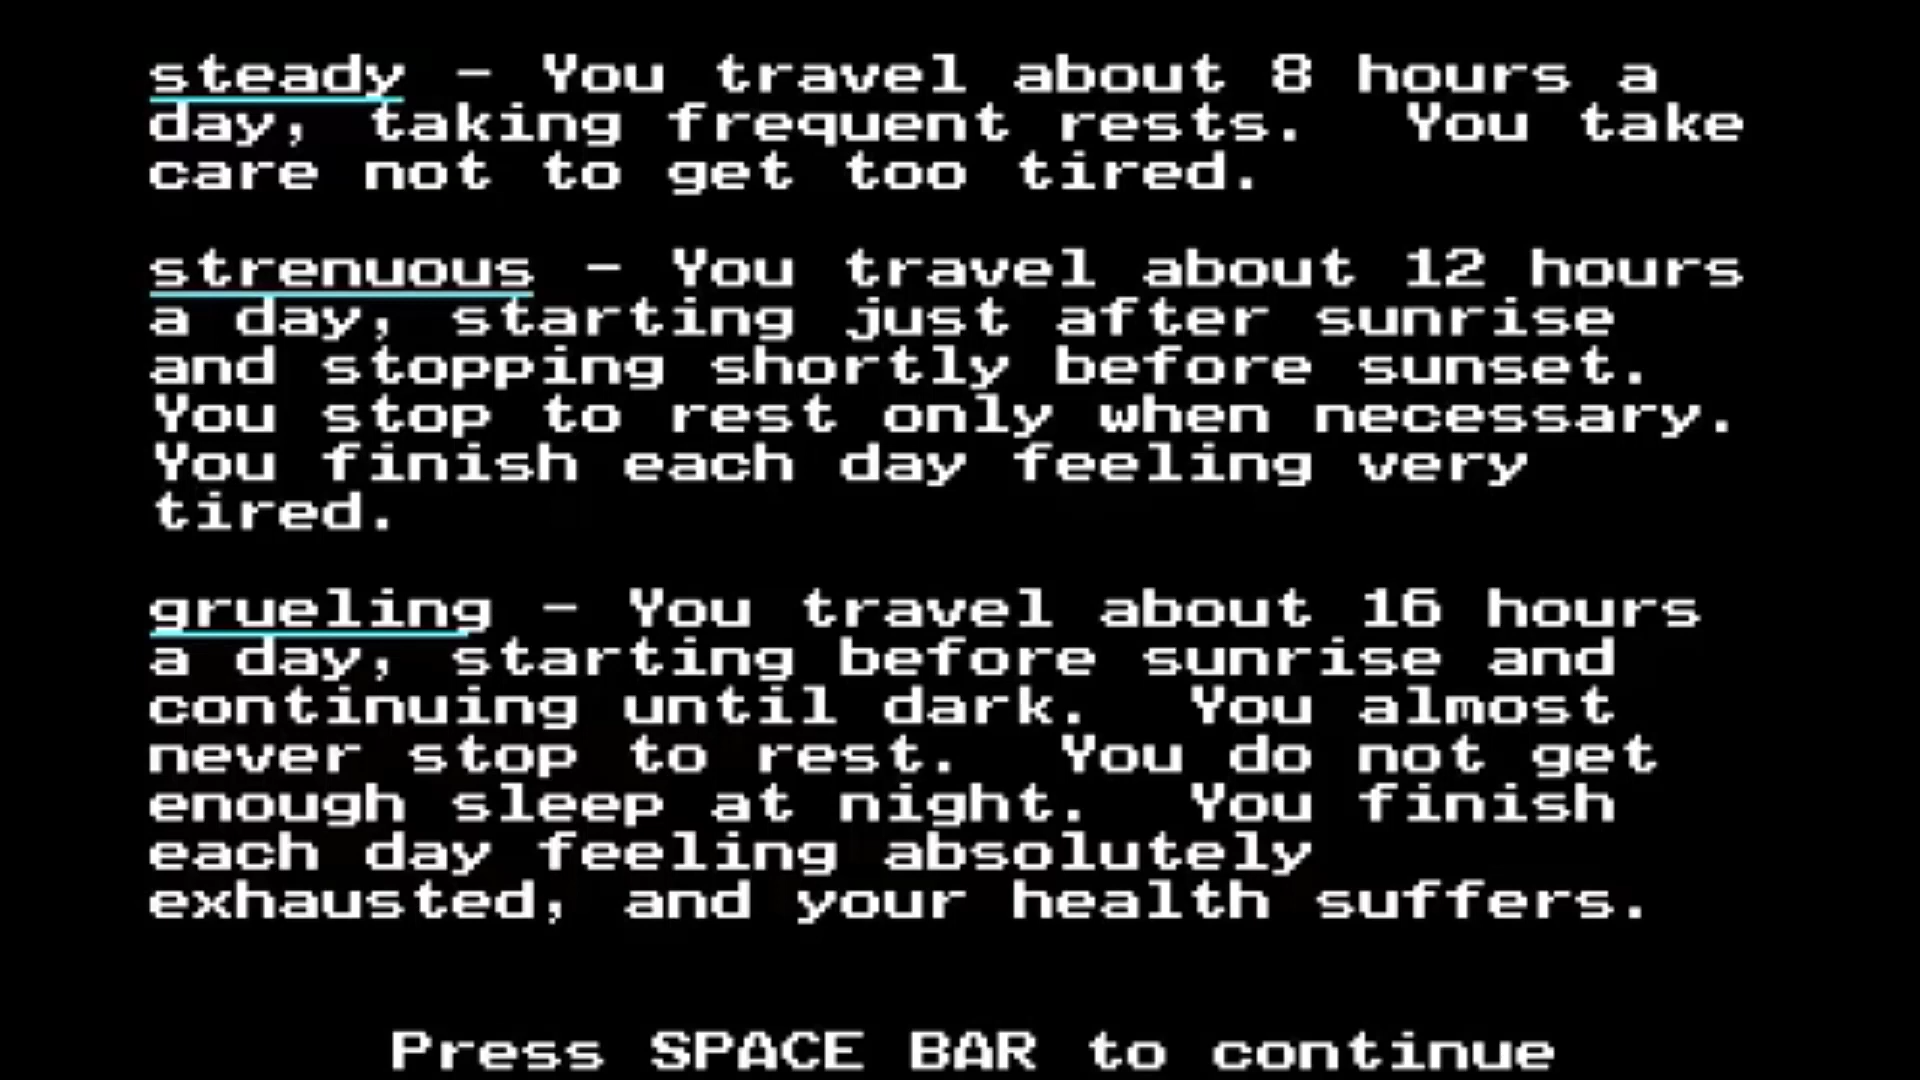 steady - You travel about 8 hours a
day, taking frequent rests.  You take
care not to get too tired.
strenuous - You travel about 12 hours
a day, starting just after sunrise
and stopping shortly before sunset.
You stop to rest only when necessary.
You finish each day feeling very
tired.
grueling - You travel about 16 hours
a day, starting before sunrise and
continuing until dark.  You almost
never stop to rest.  You do not get
enough sleep at night.  You finish
each day feeling absolutely
exhausted, and your health suffers.
Press SPACE BAR to continue